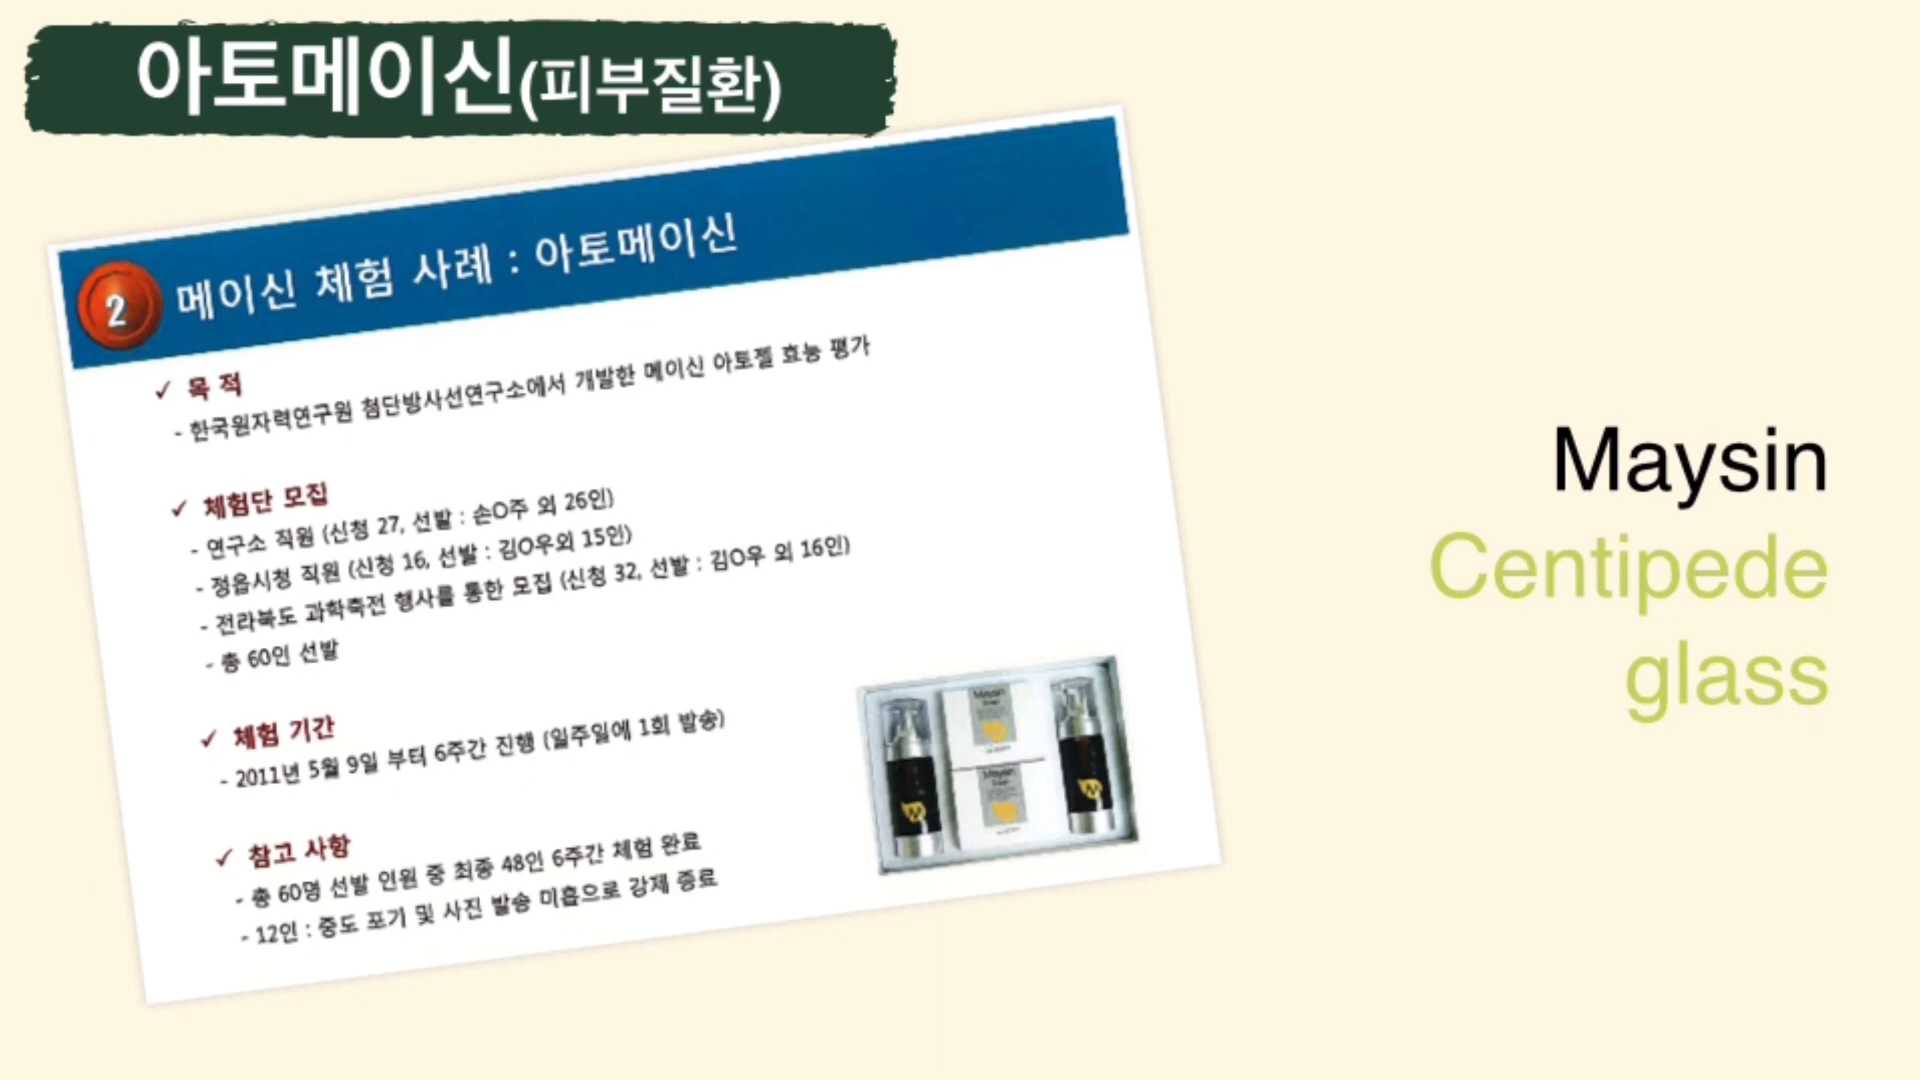 아토메이신(피부질환)
2 메이신 체험 사례 : 아토메이신
✓ 목 적
- 한국원자력연구원 첨단방사선연구소에서 개발한 메이신 아토젤 효능 평가
✓ 체험단 모집
- 연구소 직원 (신청 27, 선발 : 손O주 외 26인)
- 정읍시청 직원 (신청 16, 선발 : 김O우외 15인)
- 전라북도 과학축전 행사를 통한 모집 (신청 32, 선발 : 김O우 외 16인)
- 총 60인 선발
✓ 체험 기간
- 2011년 5월 9일 부터 6주간 진행 (일주일에 1회 발송)
✓ 참고 사항
- 총 60명 선발 인원 중 최종 48인 6주간 체험 완료
- 12인 : 중도 포기 및 사진 발송 미흡으로 강제 종료
Maysin
Maysin
Maysin
Centipede
glass